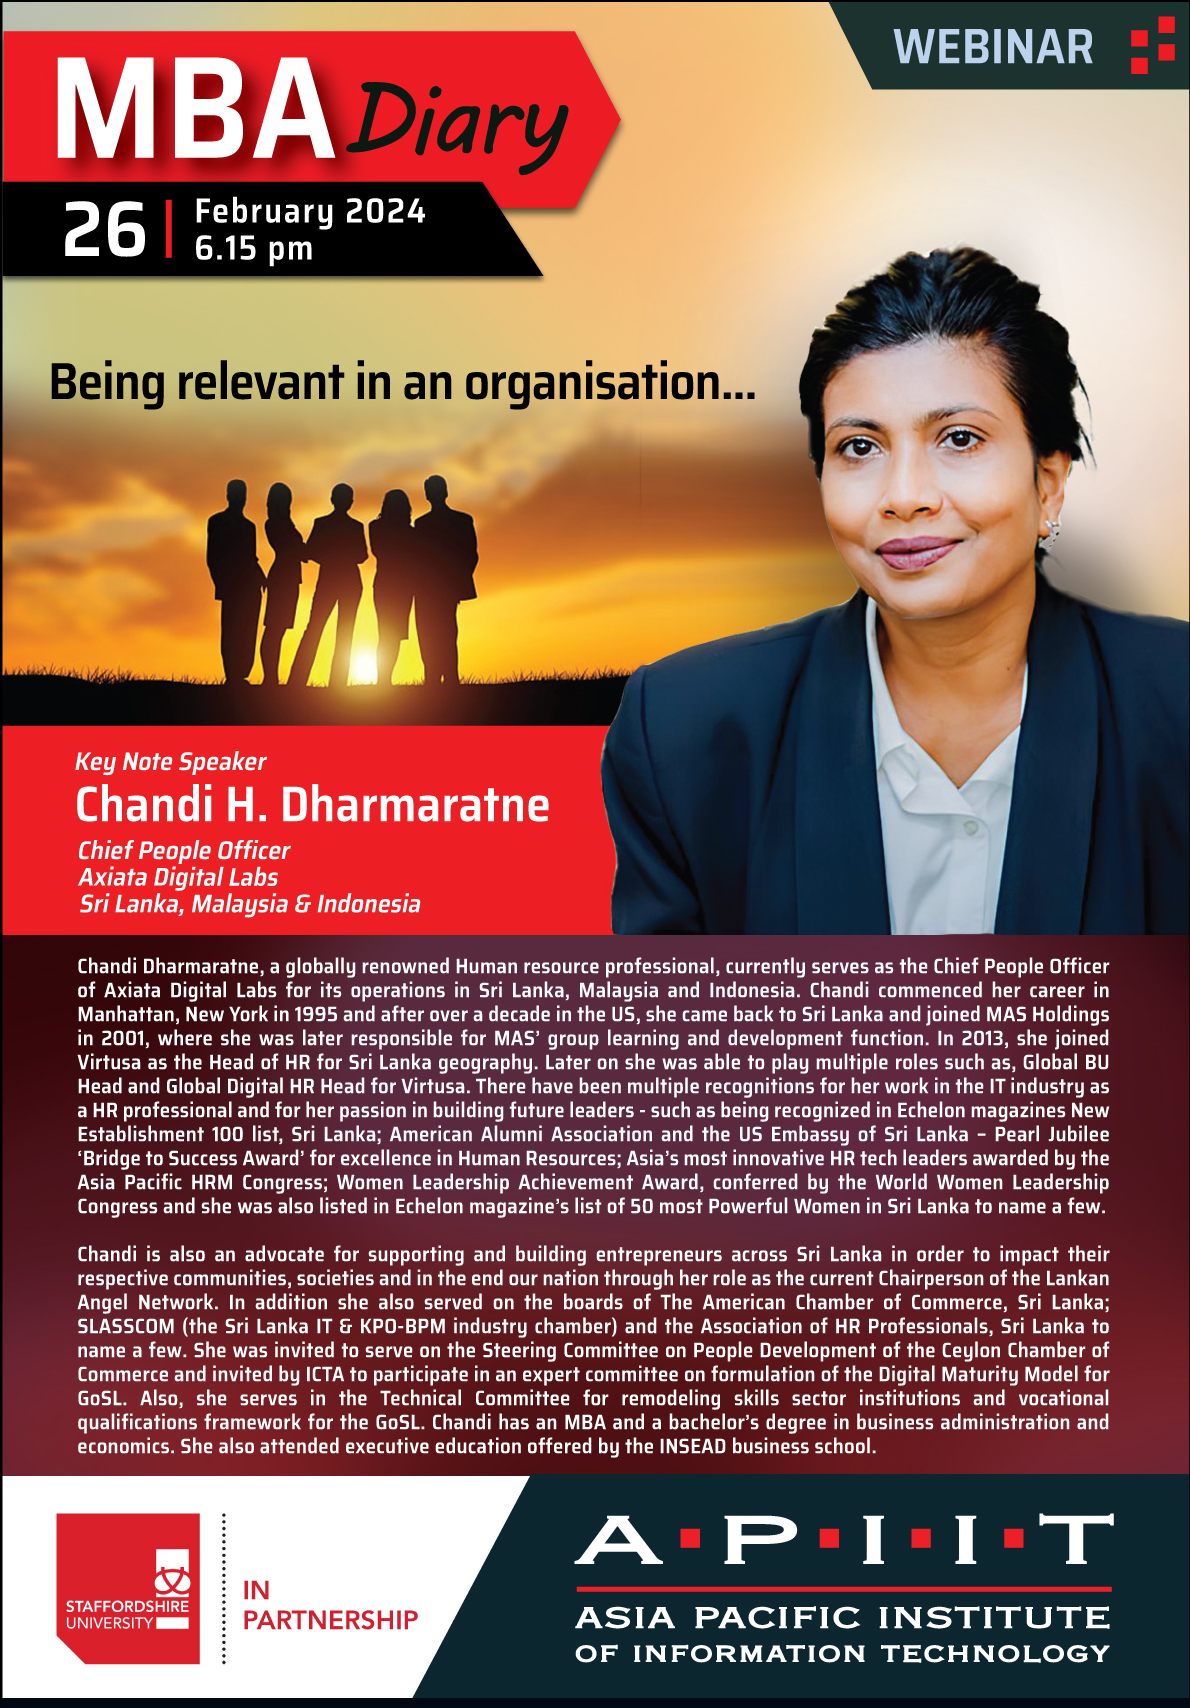 WEBINAR
MBA Diary
26 | February 2024
6.15 pm
Being relevant in an organisation...
Key Note Speaker
Chandi H. Dharmaratne
Chief People Officer
Axiata Digital Labs
Sri Lanka, Malaysia & Indonesia
Chandi Dharmaratne, a globally renowned Human resource professional, currently serves as the Chief People Officer
of Axiata Digital Labs for its operations in Sri Lanka, Malaysia and Indonesia. Chandi commenced her career in
Manhattan, New York in 1995 and after over a decade in the US, she came back to Sri Lanka and joined MAS Holdings
in 2001, where she was later responsible for MAS’ group learning and development function. In 2013, she joined
Virtusa as the Head of HR for Sri Lanka geography. Later on she was able to play multiple roles such as, Global BU
Head and Global Digital HR Head for Virtusa. There have been multiple recognitions for her work in the IT industry as
a HR professional and for her passion in building future leaders - such as being recognized in Echelon magazines New
Establishment 100 list, Sri Lanka; American Alumni Association and the US Embassy of Sri Lanka – Pearl Jubilee
‘Bridge to Success Award’ for excellence in Human Resources; Asia’s most innovative HR tech leaders awarded by the
Asia Pacific HRM Congress; Women Leadership Achievement Award, conferred by the World Women Leadership
Congress and she was also listed in Echelon magazine’s list of 50 most Powerful Women in Sri Lanka to name a few.
Chandi is also an advocate for supporting and building entrepreneurs across Sri Lanka in order to impact their
respective communities, societies and in the end our nation through her role as the current Chairperson of the Lankan
Angel Network. In addition she also served on the boards of The American Chamber of Commerce, Sri Lanka;
SLASSCOM (the Sri Lanka IT & KPO-BPM industry chamber) and the Association of HR Professionals, Sri Lanka to
name a few. She was invited to serve on the Steering Committee on People Development of the Ceylon Chamber of
Commerce and invited by ICTA to participate in an expert committee on formulation of the Digital Maturity Model for
GoSL. Also, she serves in the Technical Committee for remodeling skills sector institutions and vocational
qualifications framework for the GoSL. Chandi has an MBA and a bachelor’s degree in business administration and
economics. She also attended executive education offered by the INSEAD business school.
STAFFORDSHIRE
UNIVERSITY
IN
PARTNERSHIP
A·P·I·I·T
ASIA PACIFIC INSTITUTE
OF INFORMATION TECHNOLOGY